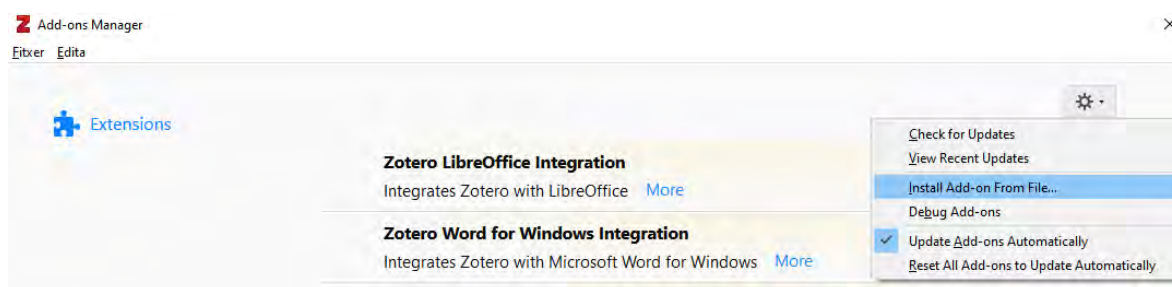 Add-ons Manager
Fitxer Edita
Extensions
Zotero LibreOffice Integration
Integrates Zotero with LibreOffice More
Zotero Word for Windows Integration
Integrates Zotero with Microsoft Word for Windows More
Check for Updates
View Recent Updates
Install Add-on From File...
Debug Add-ons
Update Add-ons Automatically
Reset All Add-ons to Update Automatically